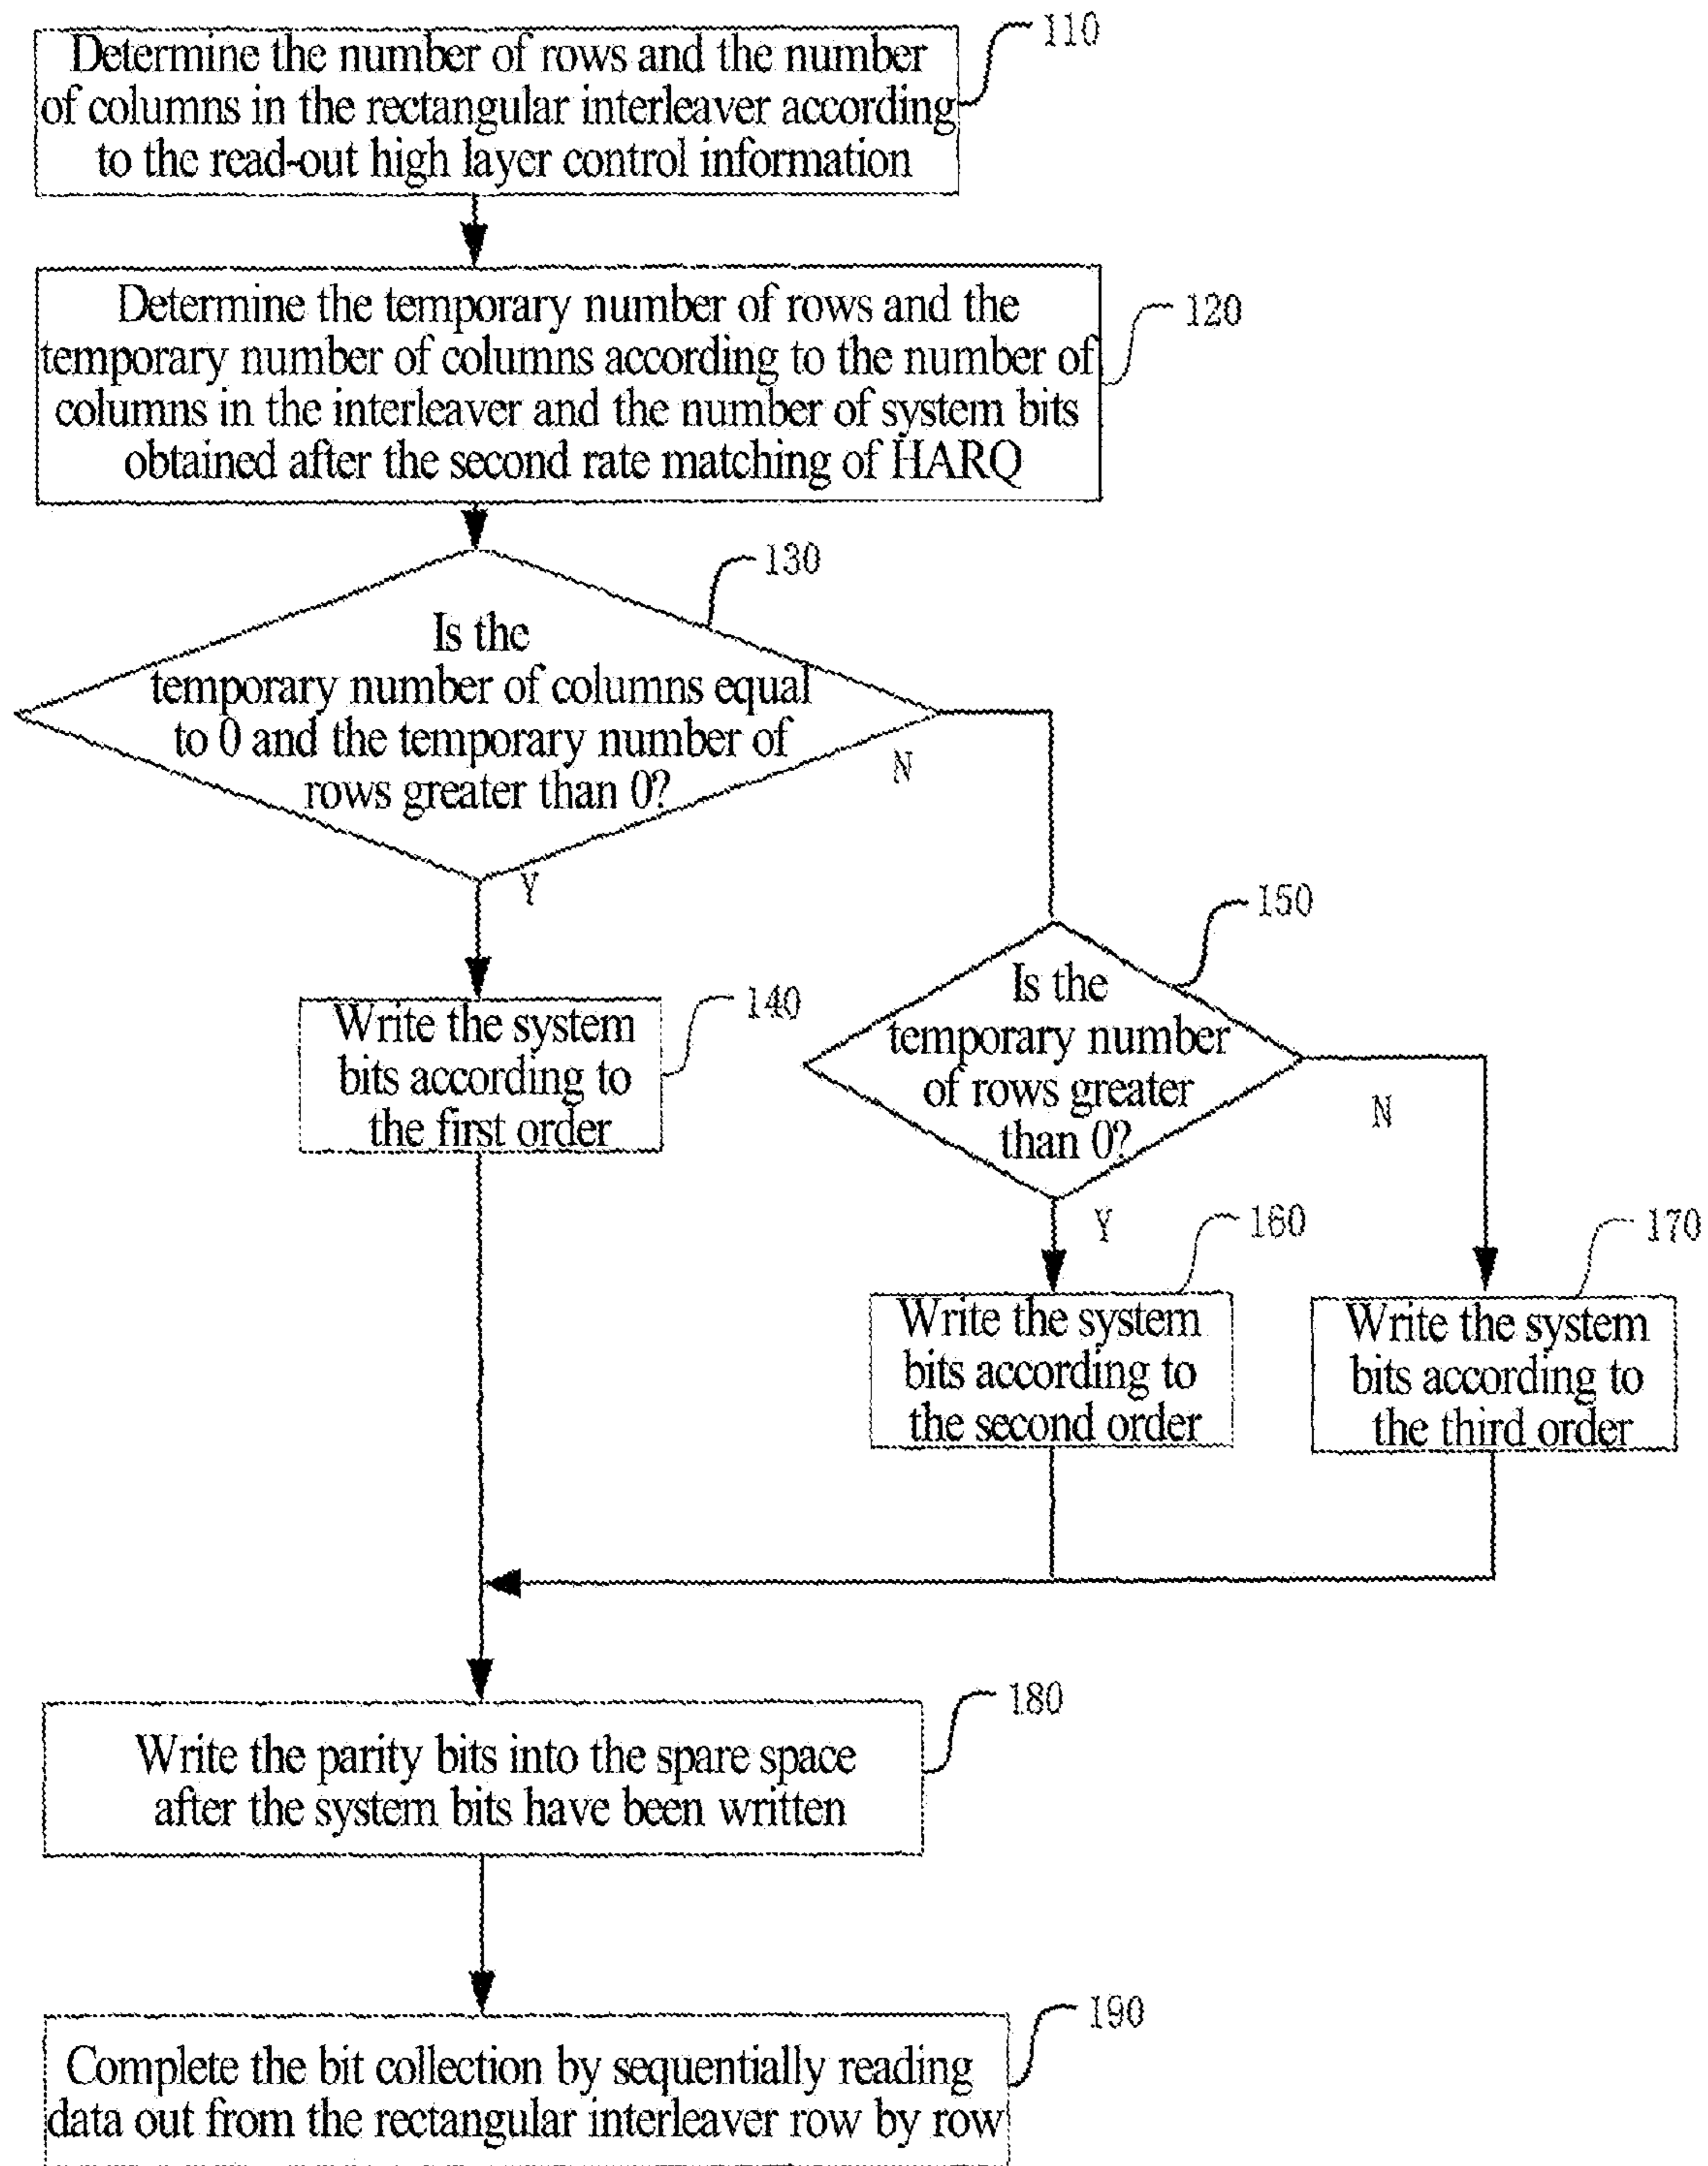 110
Determine the number of rows and the number
of columns in the rectangular interleaver according
to the read-out high layer control information
120
Determine the temporary number of rows and the
temporary number of columns according to the number of
columns in the interleaver and the number of system bits
obtained after the second rate matching of HARQ
130
Is the
temporary number of columns equal
to 0 and the temporary number of
rows greater than 0?
N
Y
150
Is the
temporary number
of rows greater
than 0?
N
Y
140
Write the system
bits according to
the first order
160
Write the system
bits according to
the second order
170
Write the system
bits according to
the third order
180
Write the parity bits into the spare space
after the system bits have been written
190
Complete the bit collection by sequentially reading
data out from the rectangular interleaver row by row